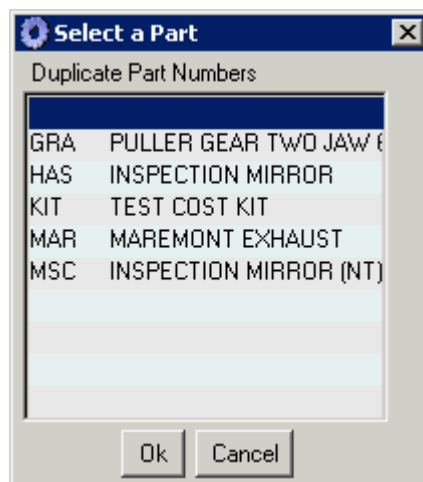 Select a Part
Duplicate Part Numbers
GRA PULLER GEAR TWO JAW
HAS INSPECTION MIRROR
KIT TEST COST KIT
MAR MAREMONT EXHAUST
MSC INSPECTION MIRROR (NT)
Ok Cancel